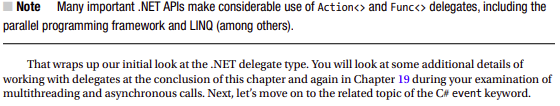 Note Many important .NET APIs make considerable use of Action<> and Func<> delegates, including the
parallel programming framework and LINQ (among others).
That wraps up our initial look at the .NET delegate type. You will look at some additional details of
working with delegates at the conclusion of this chapter and again in Chapter 19 during your examination of
multithreading and asynchronous calls. Next, let's move on to the related topic of the C# event keyword.